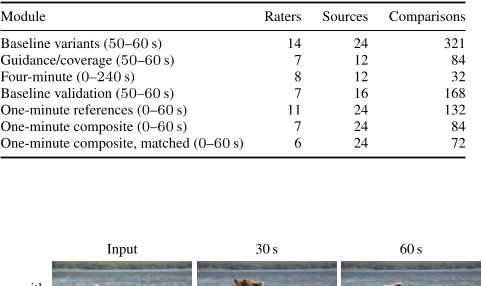 Module Raters Sources Comparisons
Baseline variants (50–60 s) 14 24 321
Guidance/coverage (50–60 s) 7 12 84
Four-minute (0–240 s) 8 12 32
Baseline validation (50–60 s) 7 16 168
One-minute references (0–60 s) 11 24 132
One-minute composite (0–60 s) 7 24 84
One-minute composite, matched (0–60 s) 6 24 72
Input 30 s 60 s